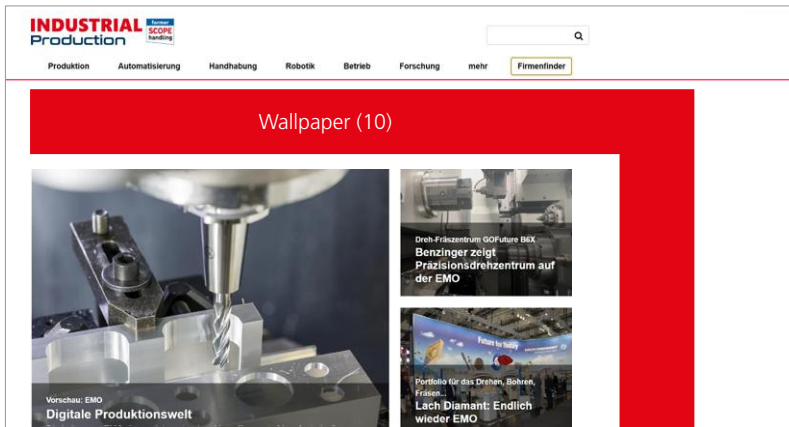 INDUSTRIAL
Production
former
SCOPE
handling
Produktion Automatisierung Handhabung Robotik Betrieb Forschung mehr Firmenfinder
Wallpaper (10)
Dreh-Fräszentrum GOFuture B6X
Benzinger zeigt
Präzisionsdrehzentrum auf
der EMO
Future for today
Portfolio für das Drehen, Bohren,
Fräsen...
Lach Diamant: Endlich
wieder EMO
Vorschau: EMO
Digitale Produktionswelt